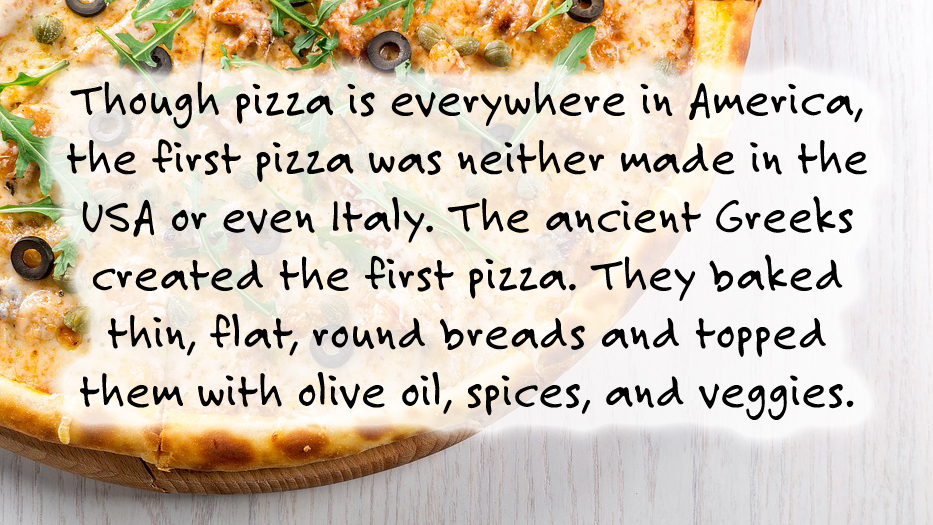 Though pizza is everywhere in America,
the first pizza was neither made in the
USA or even Italy. The ancient Greeks
created the first pizza. They baked
thin, flat, round breads and topped
them with olive oil, spices, and veggies.